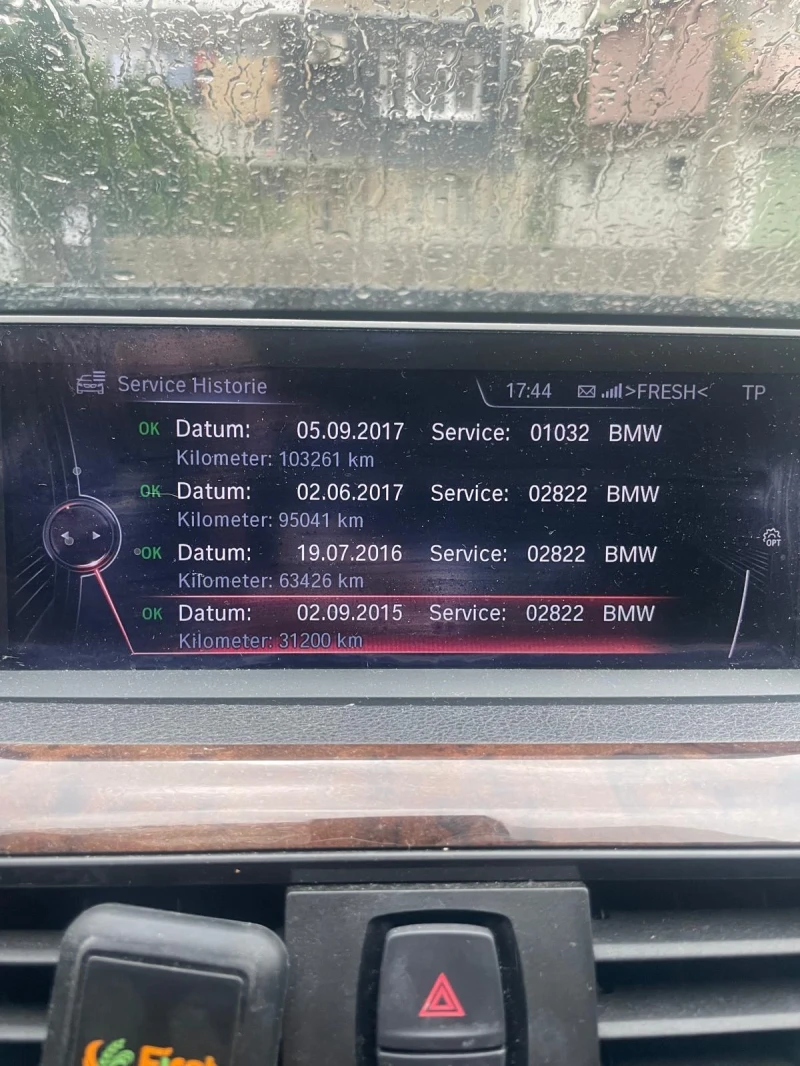 Service Historie 17:44 >FRESH< TP
OK Datum: 05.09.2017 Service: 01032 BMW
Kilometer: 103261 km
OK Datum: 02.06.2017 Service: 02822 BMW
Kilometer: 95041 km
OPT
OK Datum: 19.07.2016 Service: 02822 BMW
Kilometer: 63426 km
OK Datum: 02.09.2015 Service: 02822 BMW
Kilometer: 31200 km